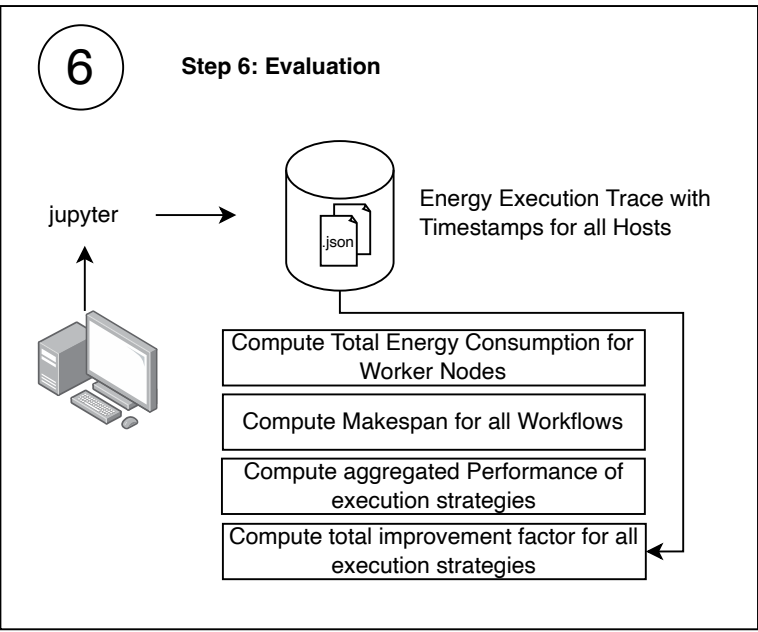 6
Step 6: Evaluation
jupyter
.json
Energy Execution Trace with
Timestamps for all Hosts
Compute Total Energy Consumption for
Worker Nodes
Compute Makespan for all Workflows
Compute aggregated Performance of
execution strategies
Compute total improvement factor for all
execution strategies